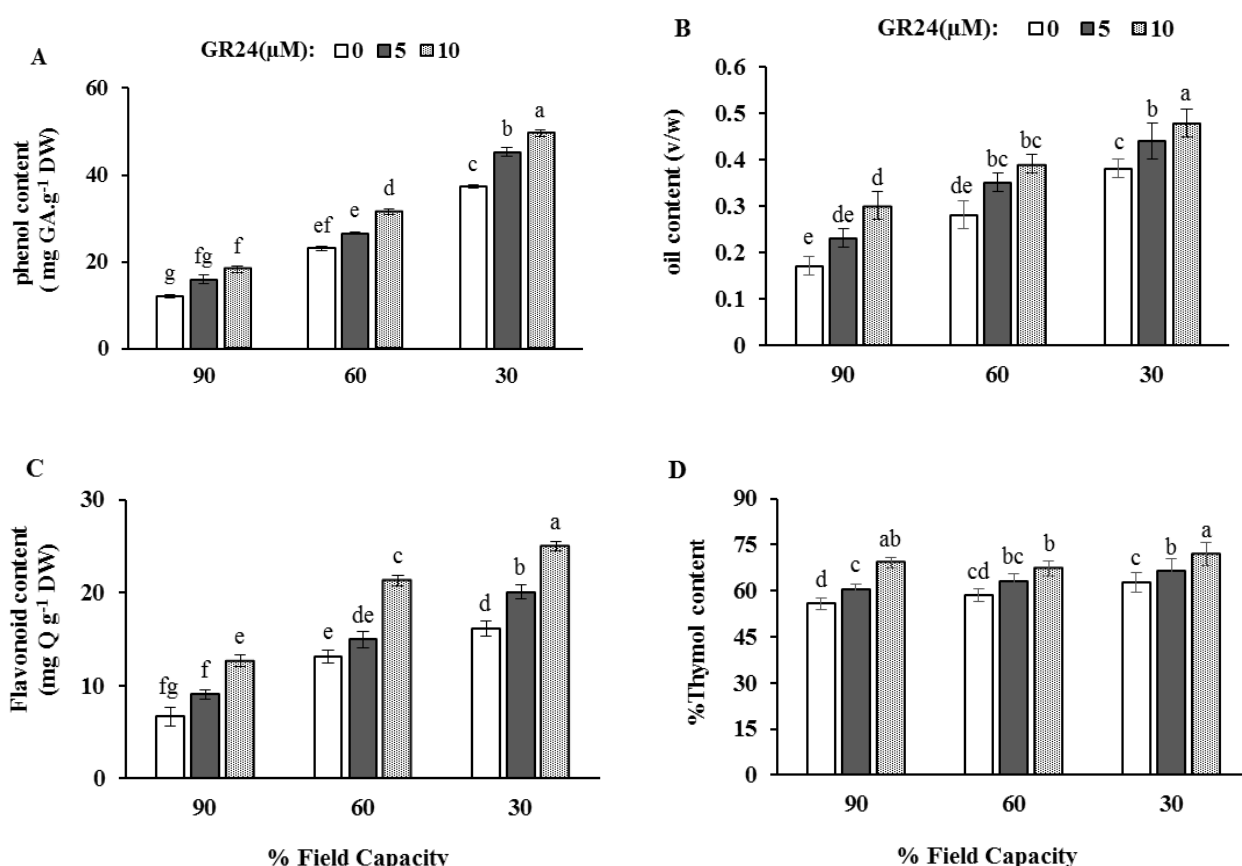 A
GR24(μM): 0 5 10
phenol content
( mg GA.g⁻¹ DW)
60
40
20
0
g fg f
ef e d
c b a
90 60 30
B
GR24(μM): 0 5 10
oil content (v/w)
0.6
0.5
0.4
0.3
0.2
0.1
0
e de d
de bc bc
c b a
90 60 30
C
Flavonoid content
(mg Q g⁻¹ DW)
30
20
10
0
fg f e
e de c
d b a
90 60 30
% Field Capacity
D
%Thymol content
90
75
60
45
30
15
0
d c ab
cd bc b
c b a
90 60 30
% Field Capacity